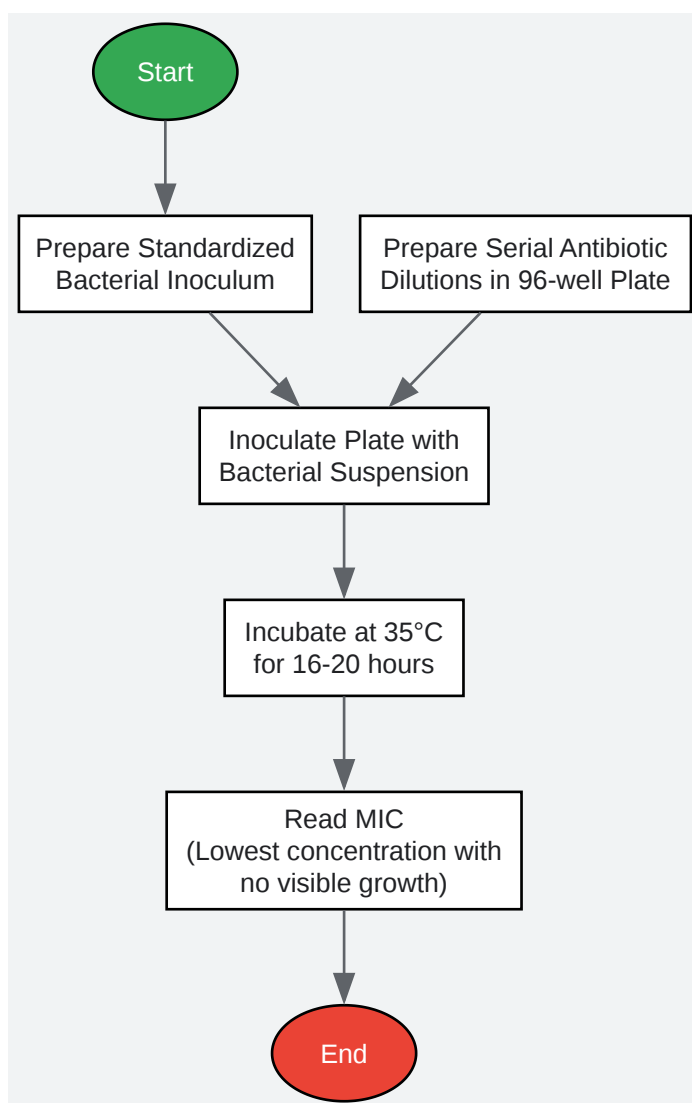 Start
Prepare Standardized
Bacterial Inoculum
Prepare Serial Antibiotic
Dilutions in 96-well Plate
Inoculate Plate with
Bacterial Suspension
Incubate at 35°C
for 16-20 hours
Read MIC
(Lowest concentration with
no visible growth)
End